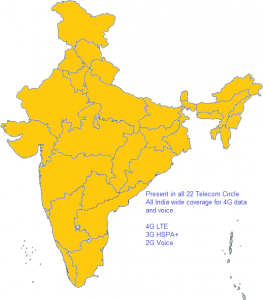 Present in all 22 Telecom Circle.
All India wide coverage for 4G data
and voice.
4G LTE
3G HSPA+
2G Voice